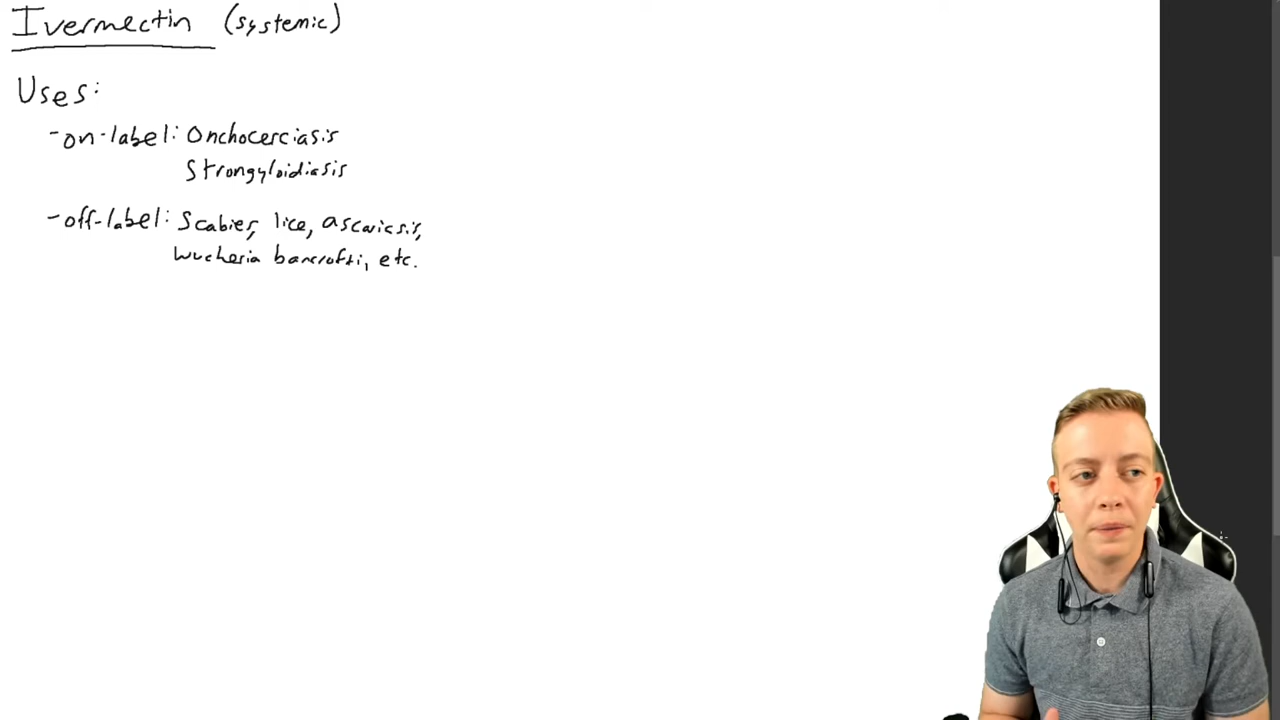 Ivermectin (systemic)
Uses:
-on-label: Onchocerciasis
Strongyloidiasis
-off-label: Scabies, lice, ascariasis,
Wucheria bancrofti, etc.